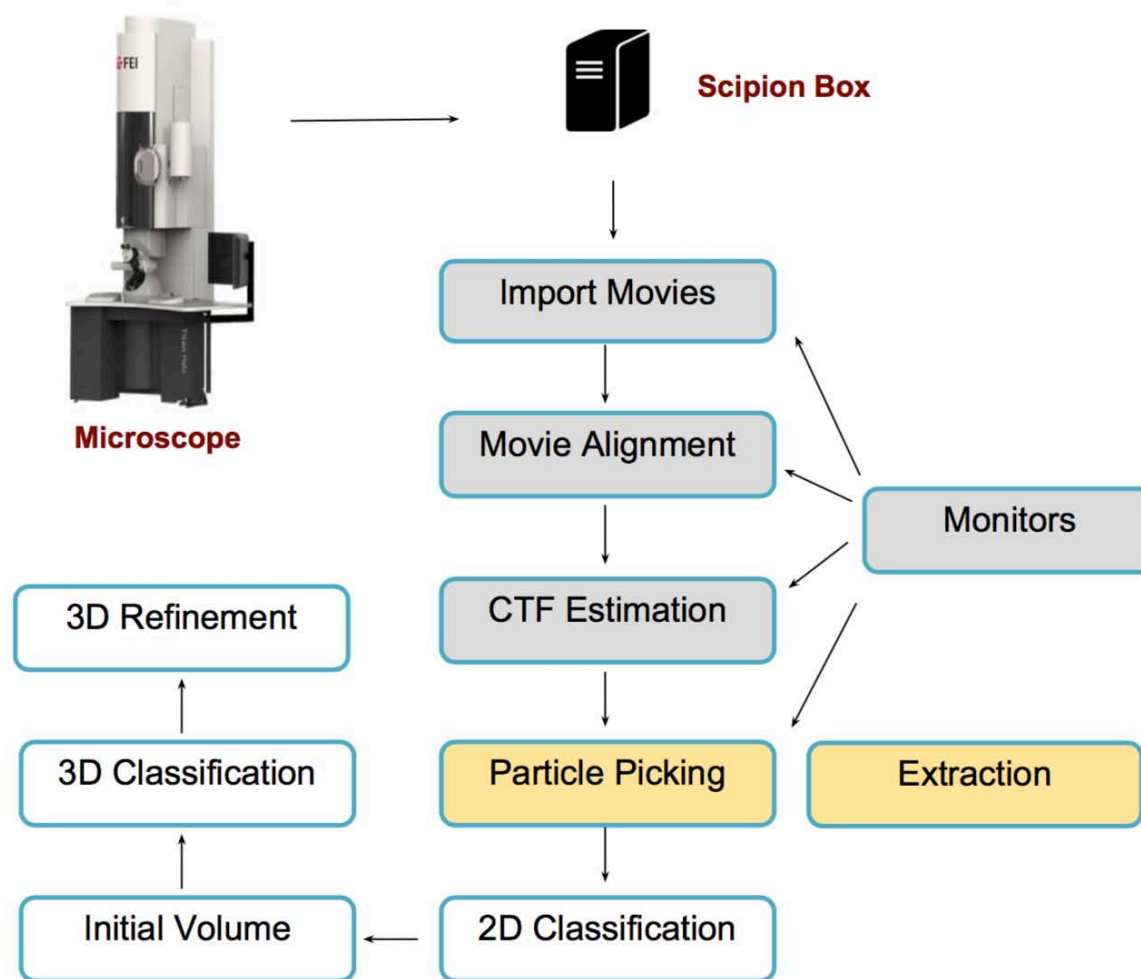 FEI
Scipion Box
Import Movies
Microscope
Movie Alignment
Monitors
CTF Estimation
3D Refinement
Particle Picking
Extraction
3D Classification
2D Classification
Initial Volume